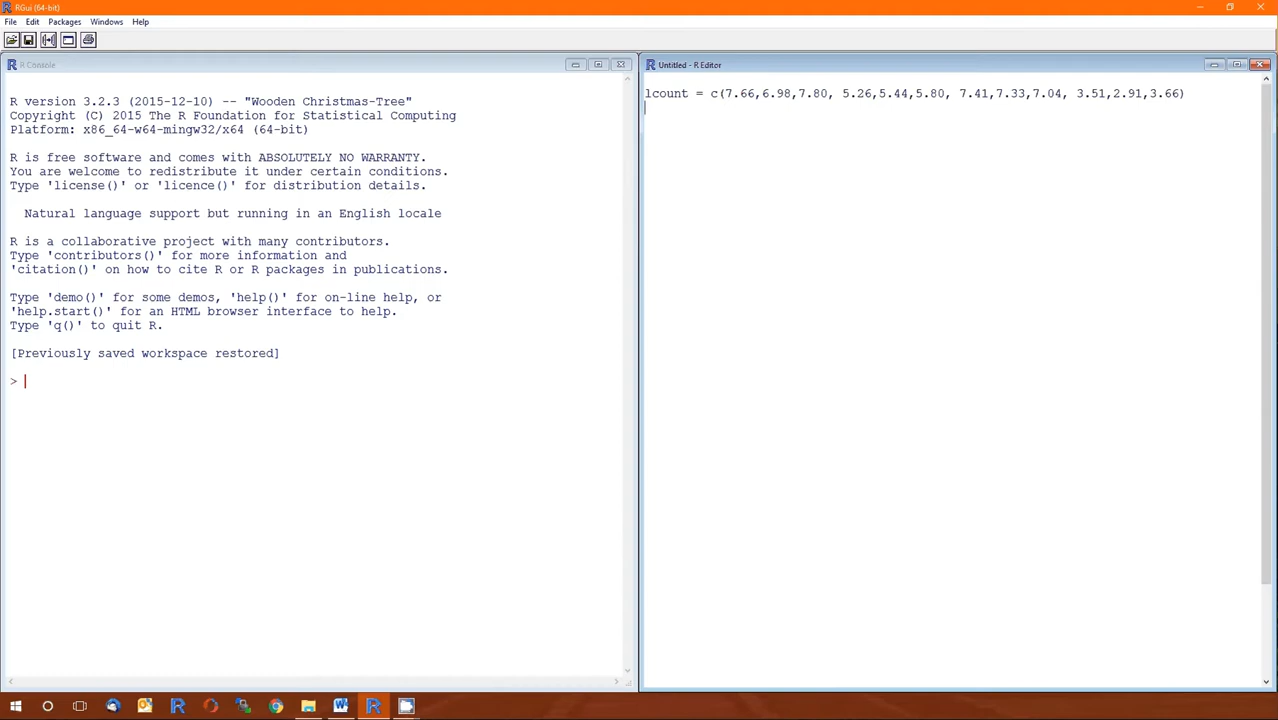 RGui (64-bit)
File Edit Packages Windows Help
R Console
R version 3.2.3 (2015-12-10) -- "Wooden Christmas-Tree"
Copyright (C) 2015 The R Foundation for Statistical Computing
Platform: x86_64-w64-mingw32/x64 (64-bit)
R is free software and comes with ABSOLUTELY NO WARRANTY.
You are welcome to redistribute it under certain conditions.
Type 'license()' or 'licence()' for distribution details.
Natural language support but running in an English locale
R is a collaborative project with many contributors.
Type 'contributors()' for more information and
'citation()' on how to cite R or R packages in publications.
Type 'demo()' for some demos, 'help()' for on-line help, or
'help.start()' for an HTML browser interface to help.
Type 'q()' to quit R.
[Previously saved workspace restored]
>
Untitled - R Editor
lcount = c(7.66,6.98,7.80, 5.26,5.44,5.80, 7.41,7.33,7.04, 3.51,2.91,3.66)